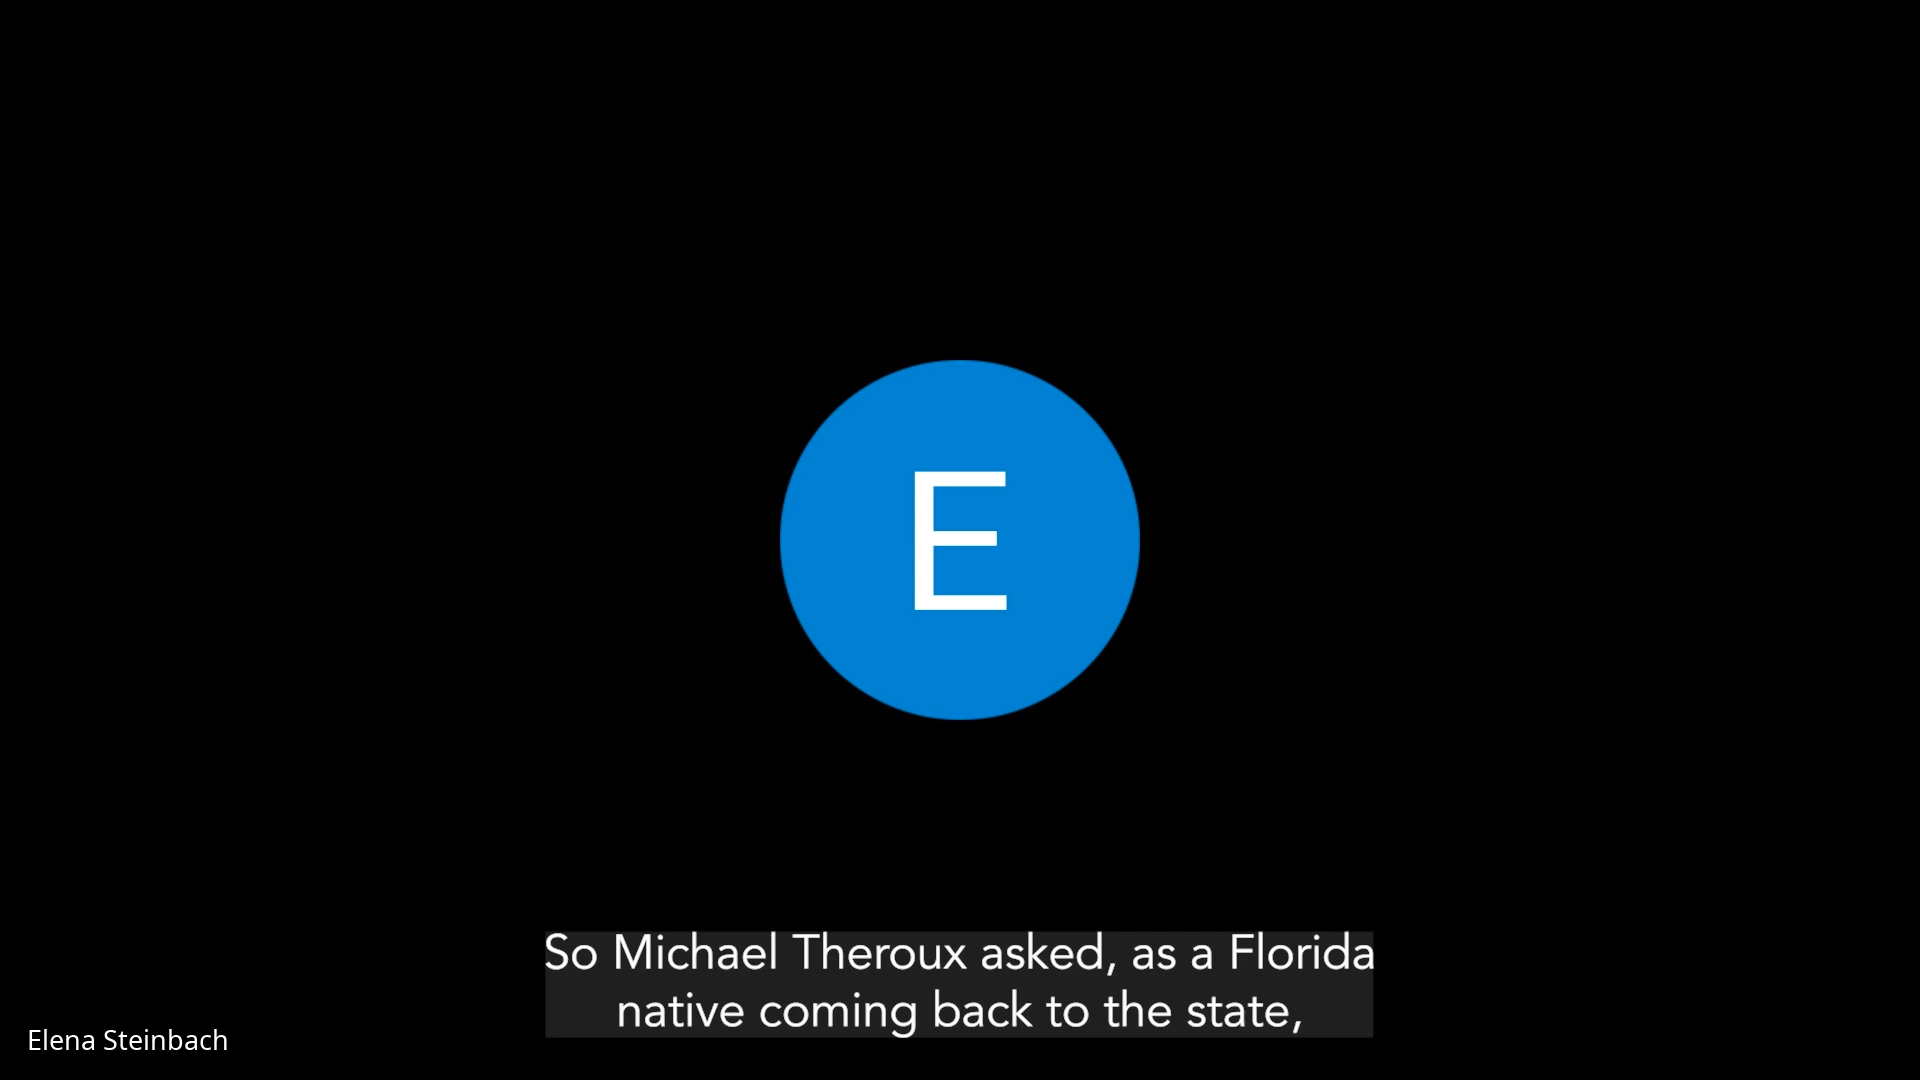 E
So Michael Theroux asked, as a Florida
native coming back to the state,
Elena Steinbach